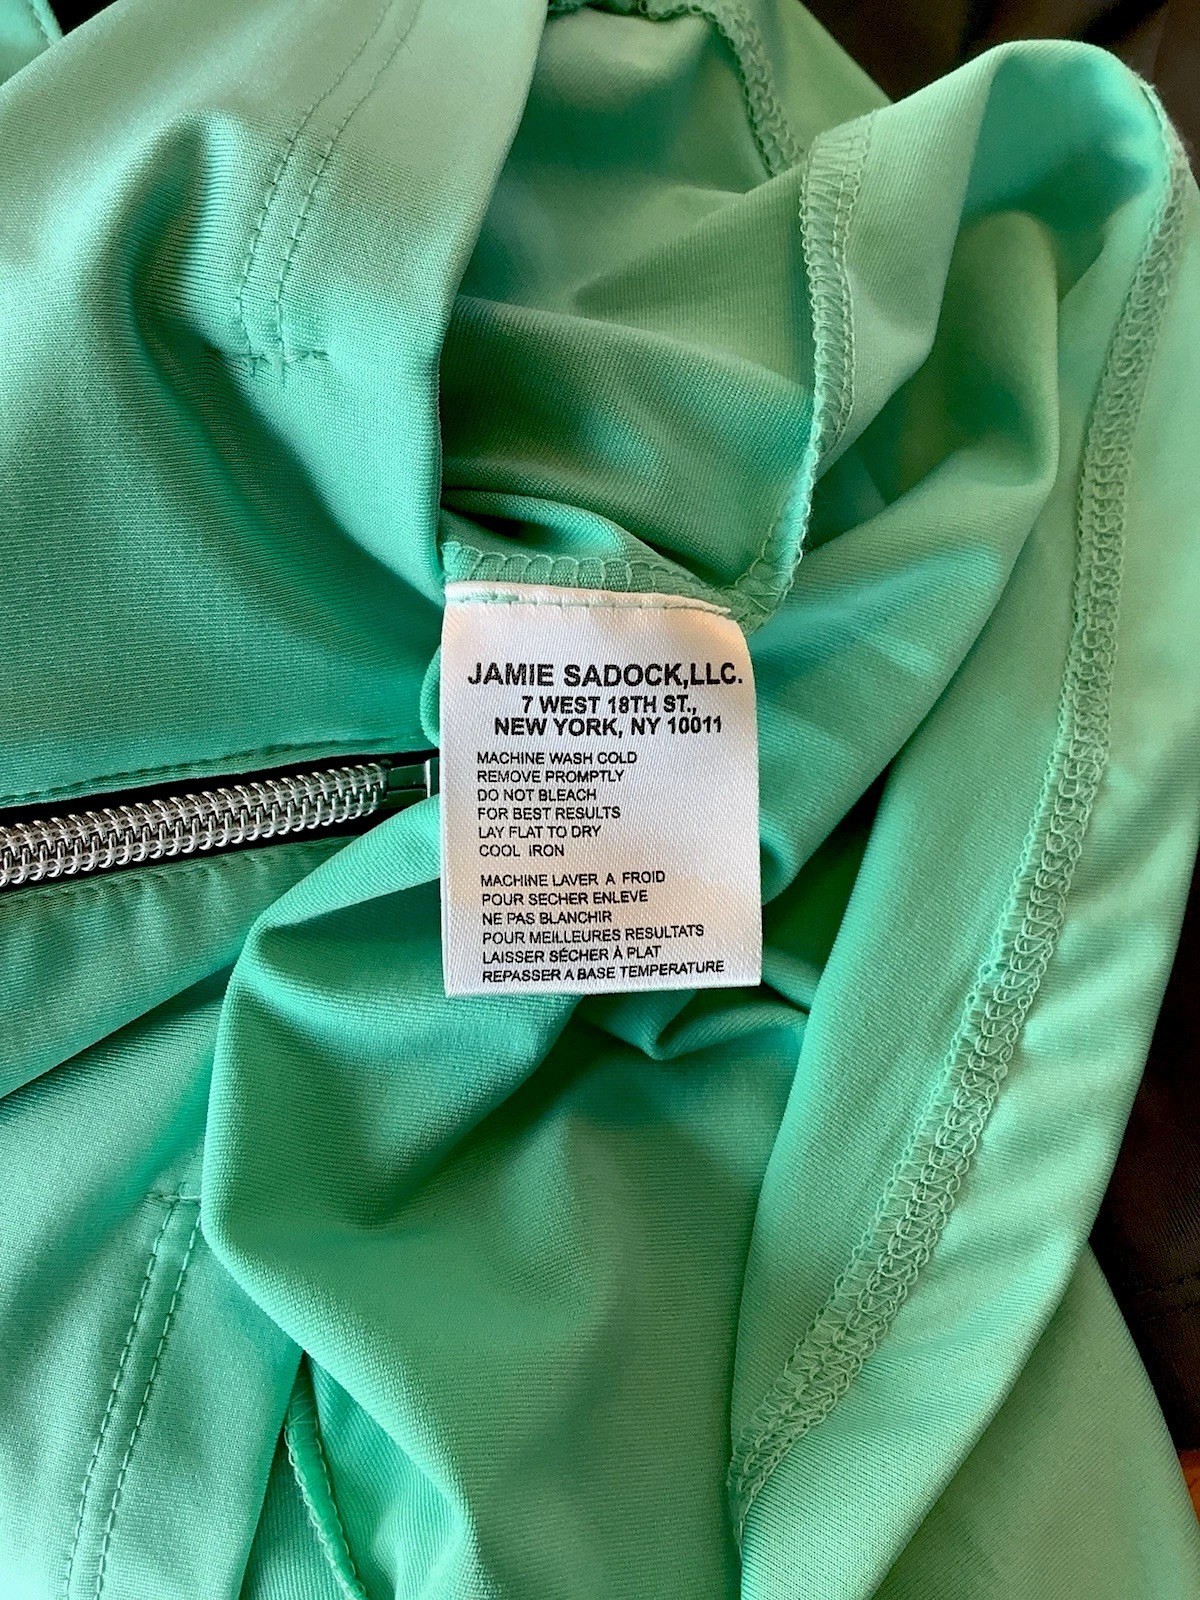 JAMIE SADOCK,LLC.
7 WEST 18TH ST.,
NEW YORK, NY 10011
MACHINE WASH COLD
REMOVE PROMPTLY
DO NOT BLEACH
FOR BEST RESULTS
LAY FLAT TO DRY
COOL IRON
MACHINE LAVER A FROID
POUR SECHER ENLEVE
NE PAS BLANCHIR
POUR MEILLEURES RESULTATS
LAISSER SÉCHER À PLAT
REPASSER A BASE TEMPERATURE